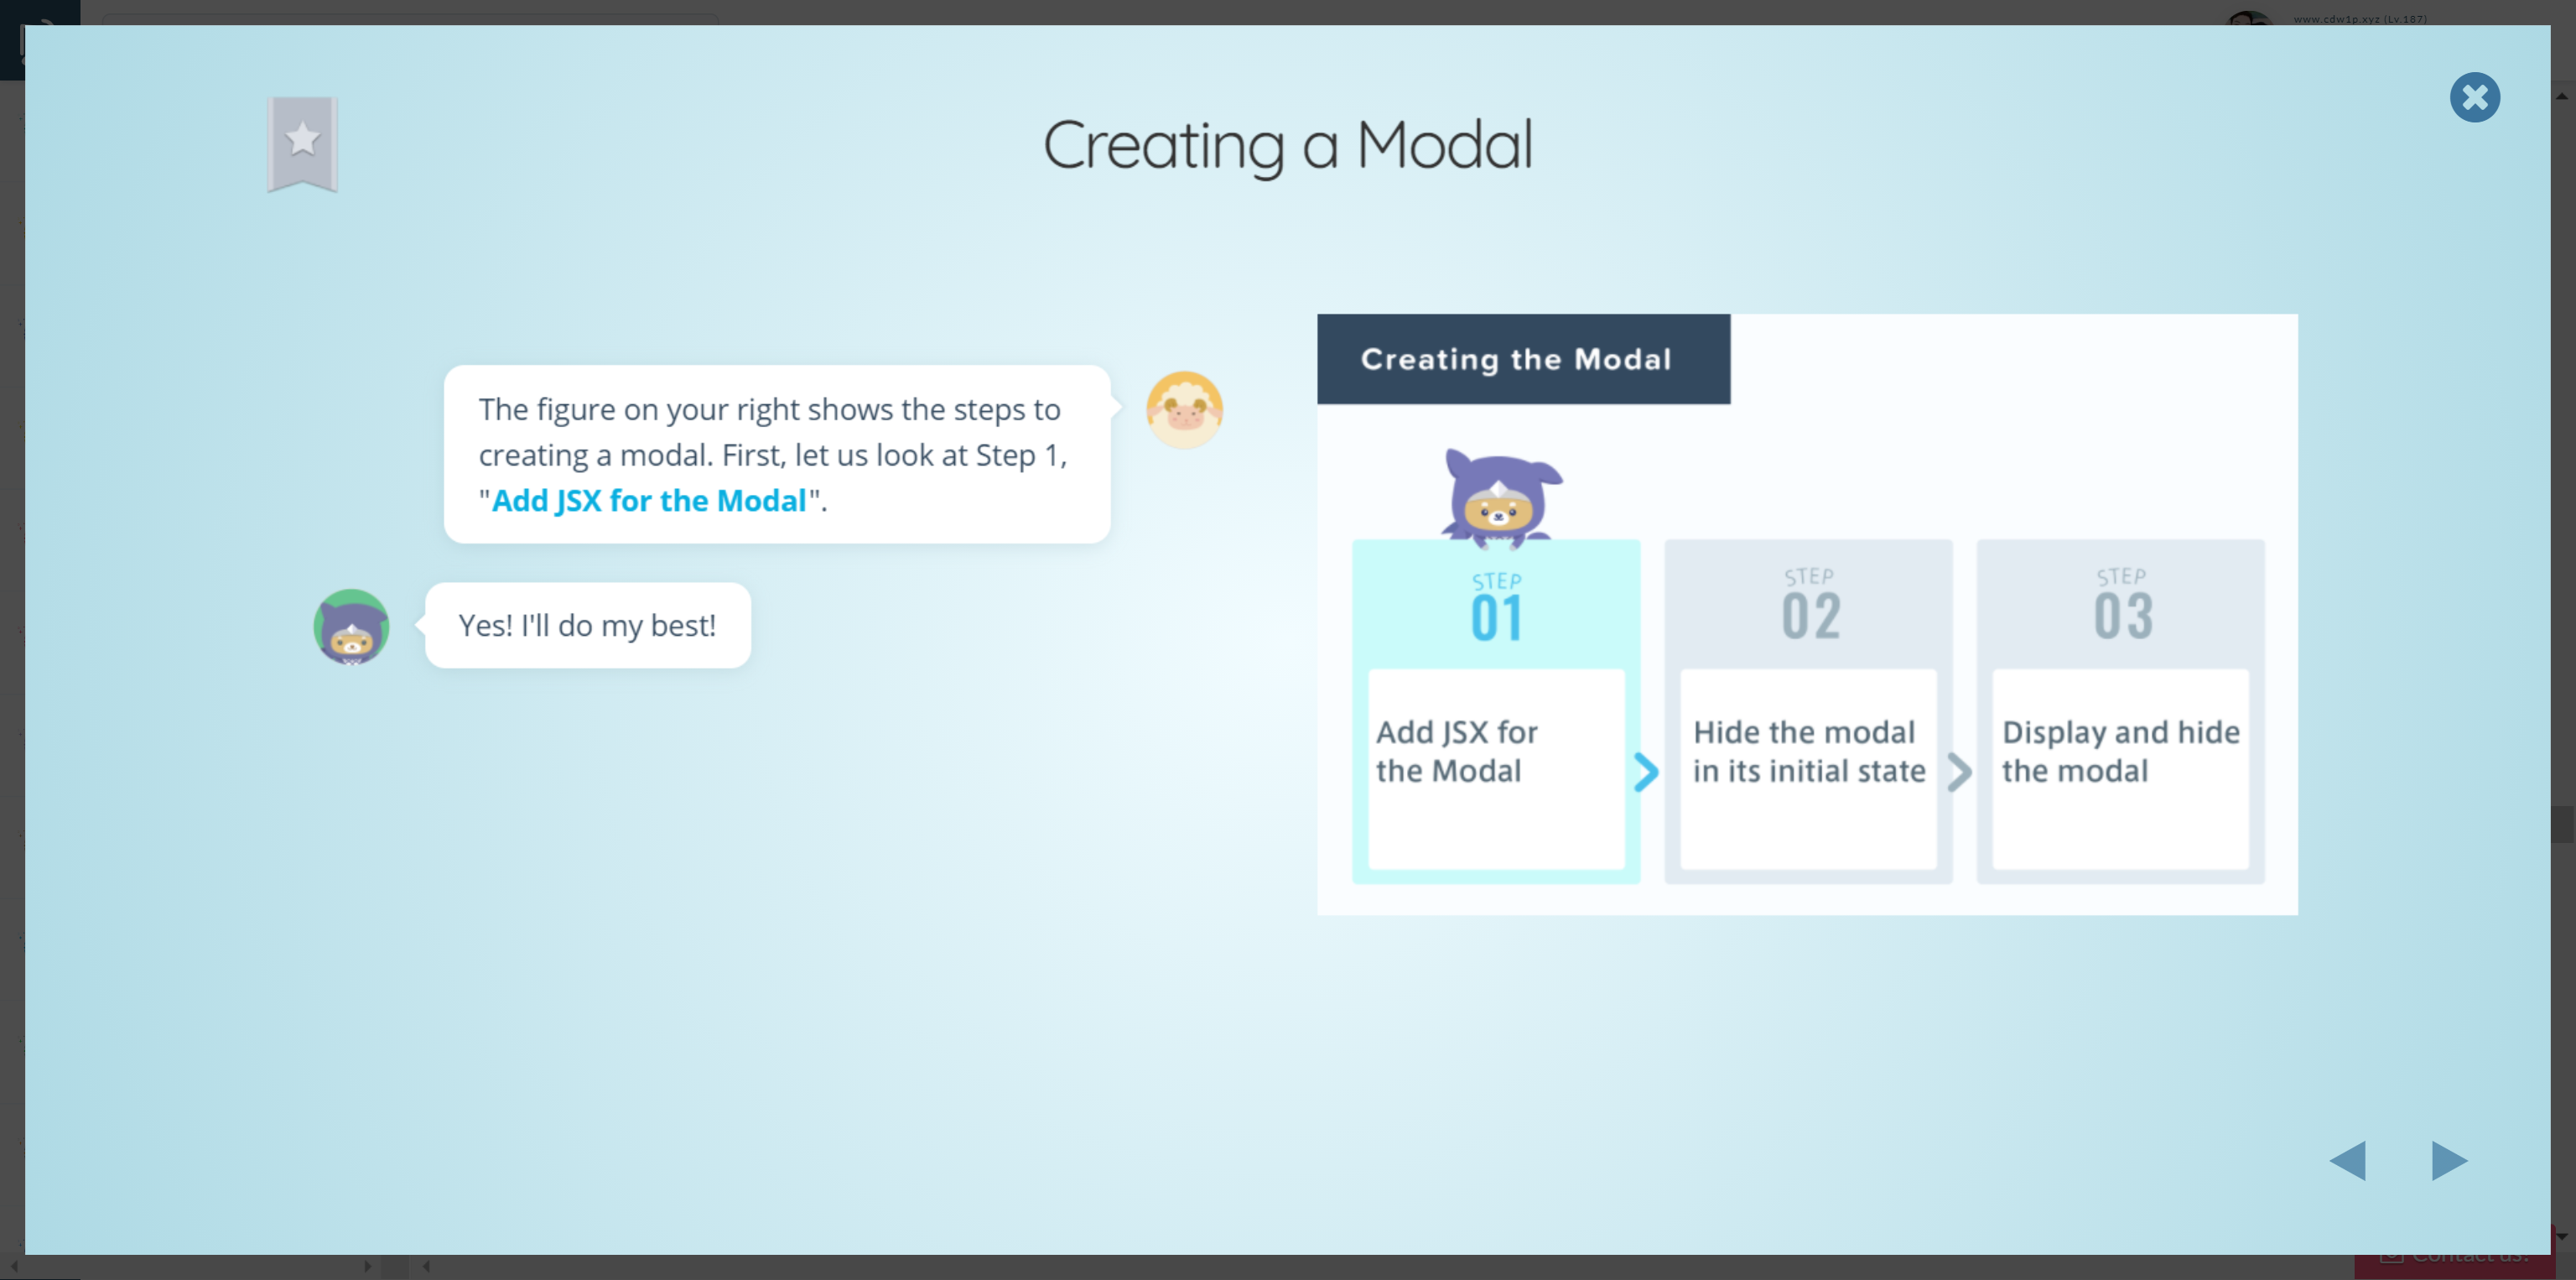 www.cdw1p.xyz (Lv.187)
Creating a Modal
The figure on your right shows the steps to
creating a modal. First, let us look at Step 1,
"Add JSX for the Modal".
Yes! I'll do my best!
Creating the Modal
STEP
01
Add JSX for
the Modal
STEP
02
Hide the modal
in its initial state
STEP
03
Display and hide
the modal
Contact us!